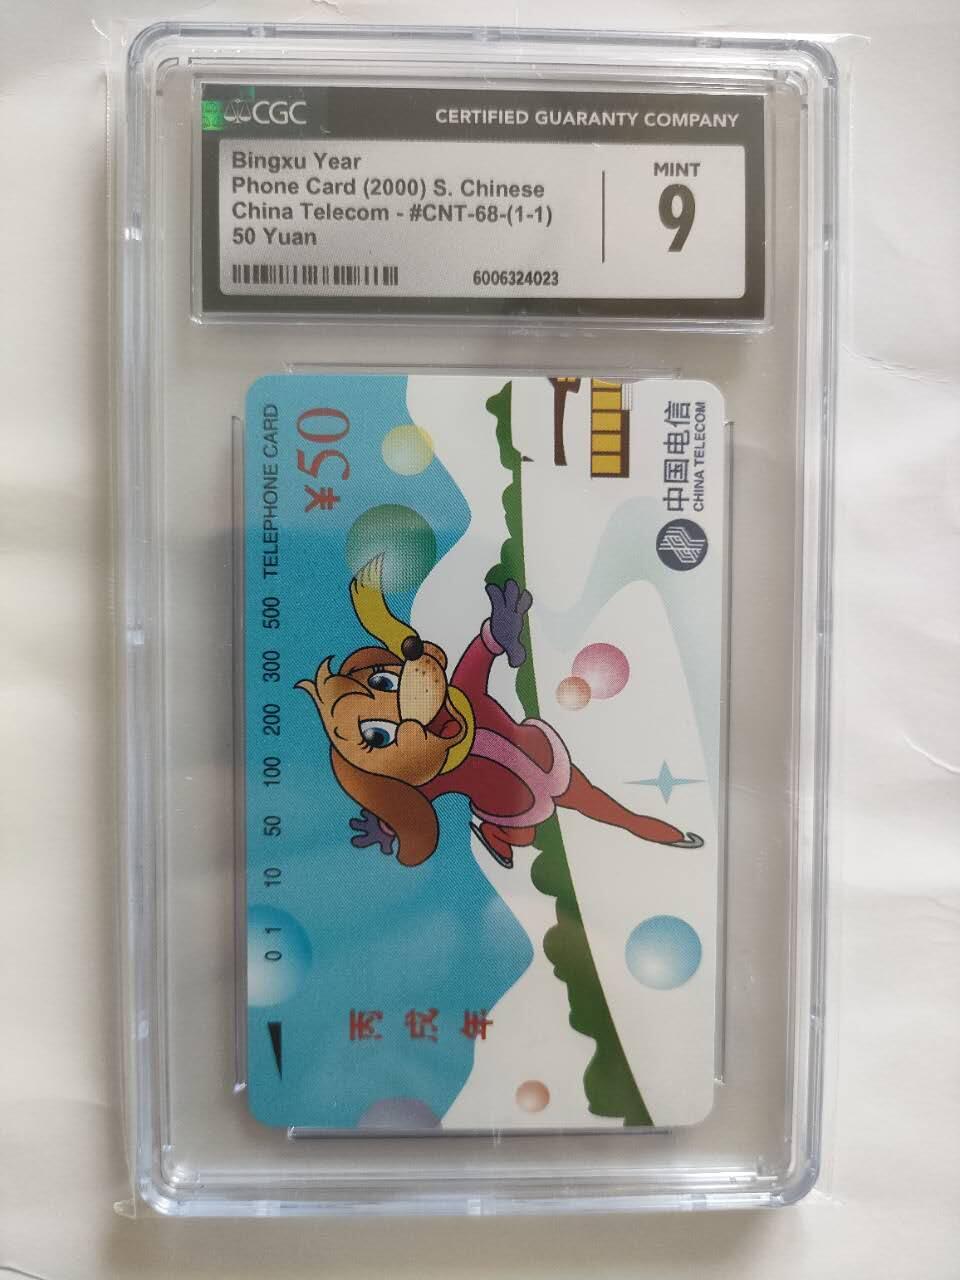 CGC
CERTIFIED GUARANTY COMPANY
Bingxu Year
Phone Card (2000) S. Chinese
China Telecom - #CNT-68-(1-1)
50 Yuan
MINT
9
6006324023
0 1 10 50 100 200 300 500 TELEPHONE CARD
¥50
丙戌年
中国电信
CHINA TELECOM